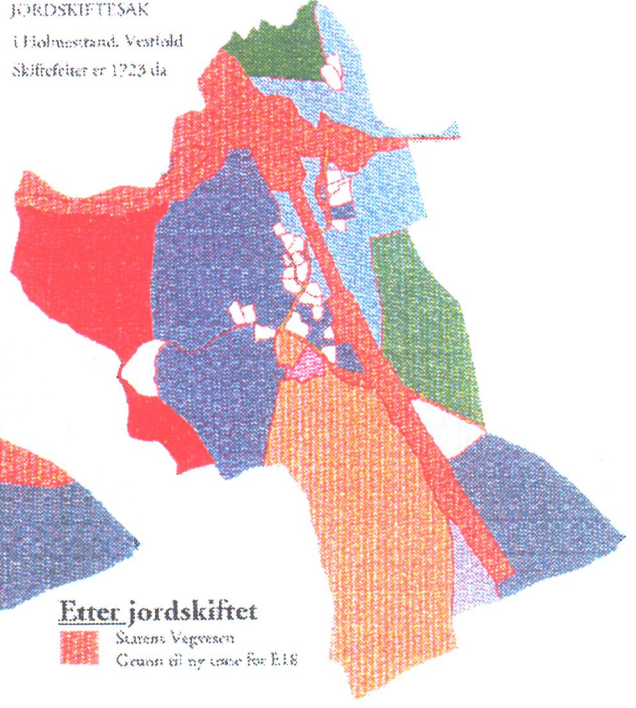 JORDSKIFTESAK
i Holmestrand, Vestfold
Skiftefeltet er 1723 da
Etter jordskiftet
Statens Vegvesen
Grunn til ny trase for E18